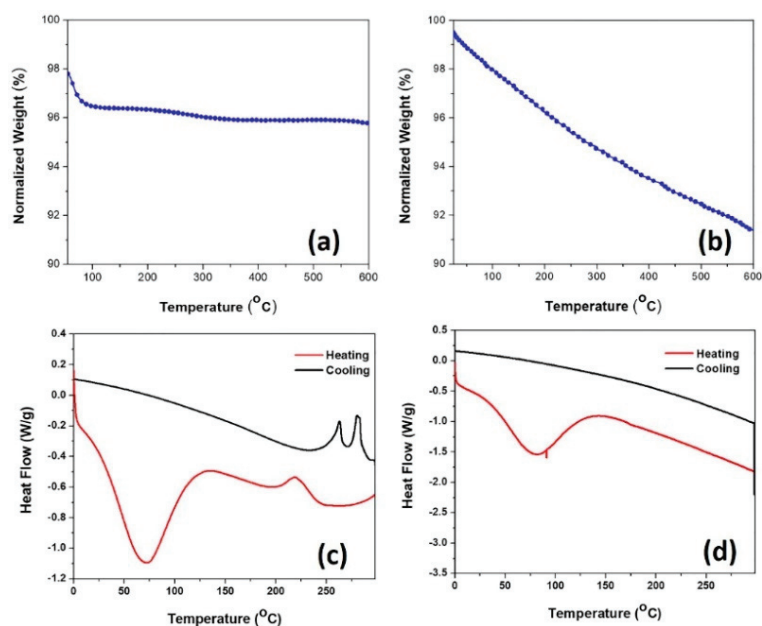 100
98
96
94
92
90
Normalized Weight (%)
100 200 300 400 500 600
Temperature (°C)
(a)
100
98
96
94
92
90
Normalized Weight (%)
100 200 300 400 500 600
Temperature (°C)
(b)
0.4
0.2
0.0
-0.2
-0.4
-0.6
-0.8
-1.0
-1.2
Heat Flow (W/g)
Heating
Cooling
0 50 100 150 200 250
Temperature (°C)
(c)
0.5
0.0
-0.5
-1.0
-1.5
-2.0
-2.5
-3.0
-3.5
Heat Flow (W/g)
Heating
Cooling
0 50 100 150 200 250
Temperature (°C)
(d)